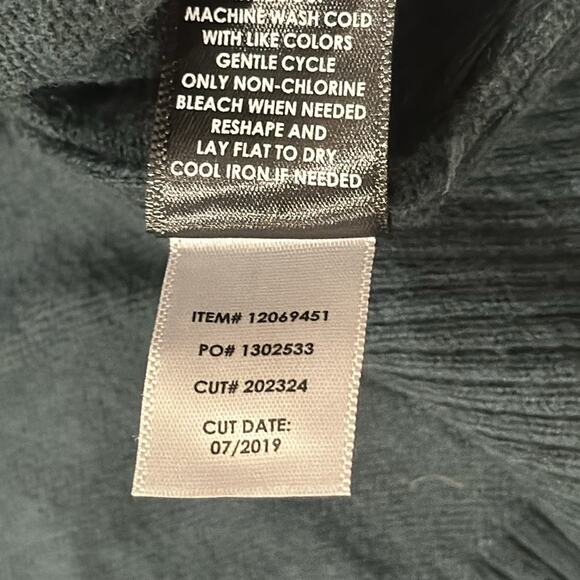 MACHINE WASH COLD
WITH LIKE COLORS
GENTLE CYCLE
ONLY NON-CHLORINE
BLEACH WHEN NEEDED
RESHAPE AND
LAY FLAT TO DRY
COOL IRON IF NEEDED
ITEM# 12069451
PO# 1302533
CUT# 202324
CUT DATE:
07/2019